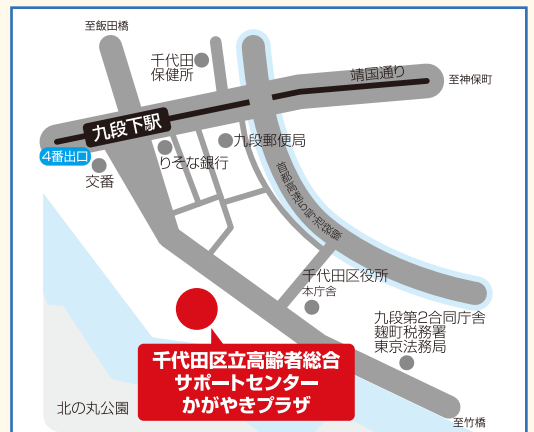 至飯田橋
千代田
保健所
靖国通り
至神保町
九段下駅
九段郵便局
4番出口
りそな銀行
交番
首都高速5号池袋線
千代田区役所
本庁舎
九段第2合同庁舎
麹町税務署
東京法務局
千代田区立高齢者総合
サポートセンター
かがやきプラザ
北の丸公園
至竹橋